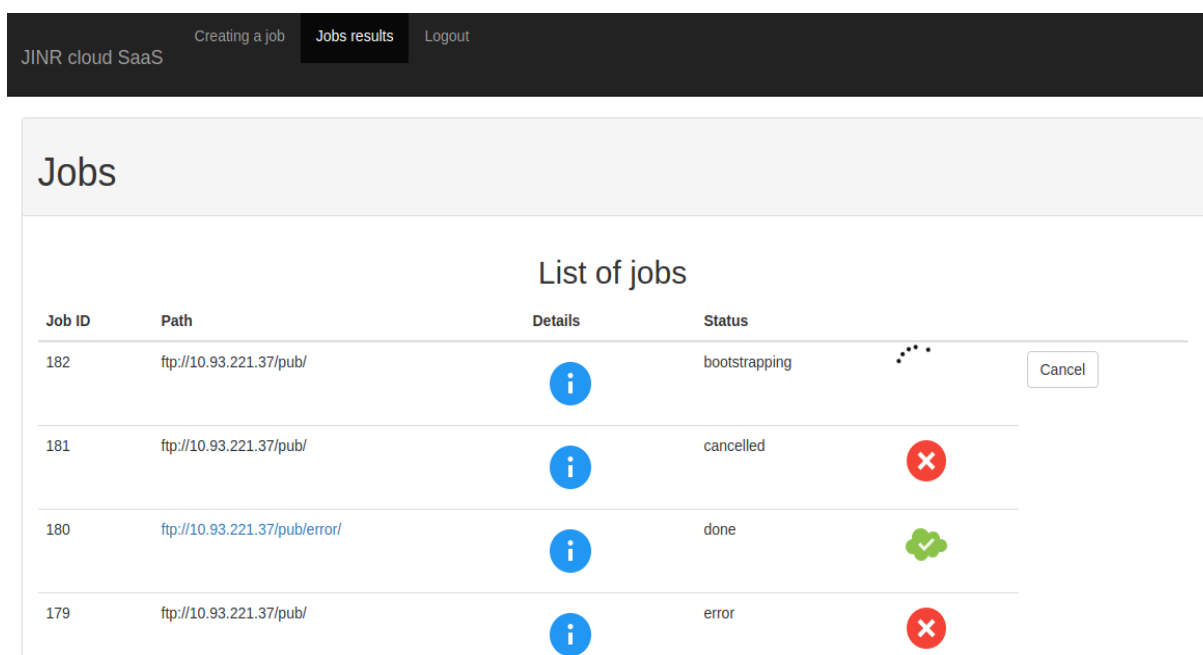 Creating a job Jobs results Logout
JINR cloud SaaS
Jobs
List of jobs
Job ID Path Details Status
182 ftp://10.93.221.37/pub/ bootstrapping Cancel
181 ftp://10.93.221.37/pub/ cancelled
180 ftp://10.93.221.37/pub/error/ done
179 ftp://10.93.221.37/pub/ error